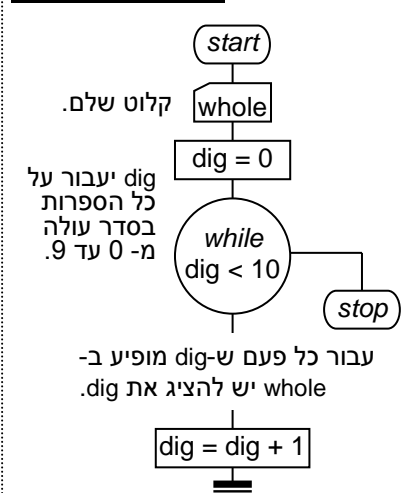 start
קלוט שלם.
whole
dig = 0
dig יעבור על
כל הספרות
בסדר עולה
מ- 0 עד 9.
while
dig < 10
stop
עבור כל פעם ש-dig מופיע ב-
whole יש להציג את dig.
dig = dig + 1